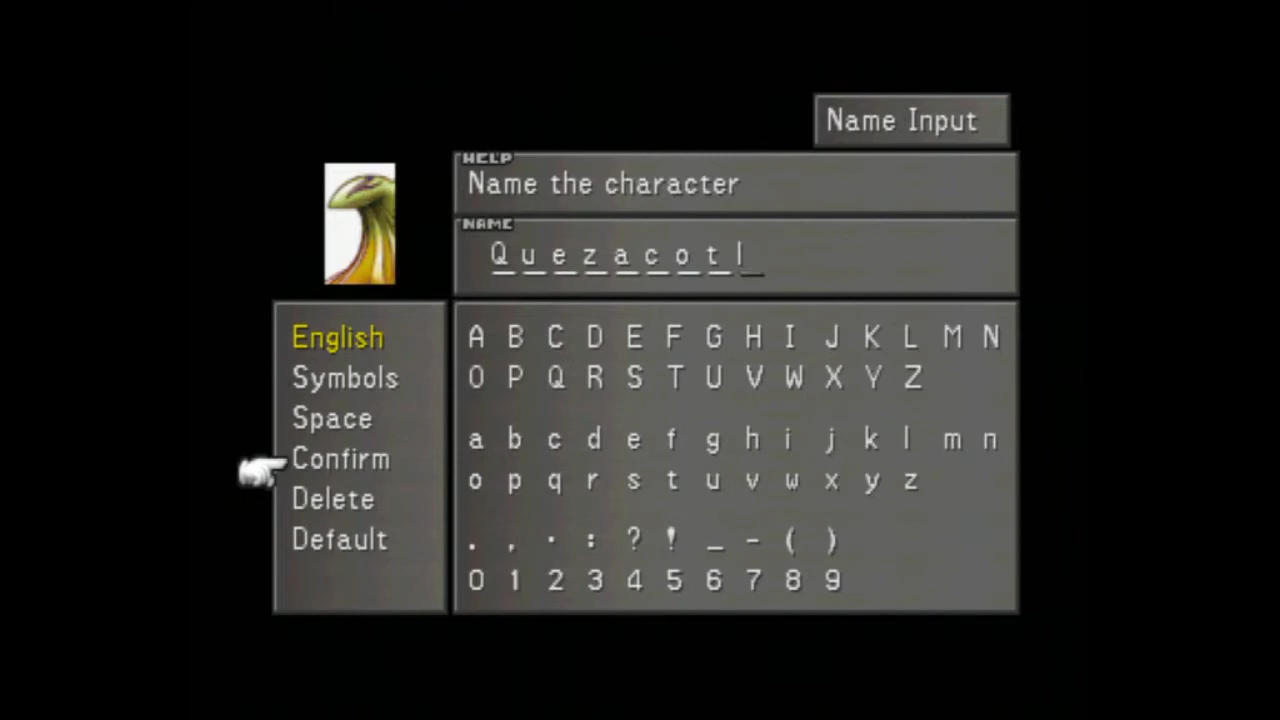 Name Input
HELP
Name the character
NAME
Quezacotl
English
Symbols
Space
Confirm
Delete
Default
A B C D E F G H I J K L M N
O P Q R S T U V W X Y Z
a b c d e f g h i j k l m n
o p q r s t u v w x y z
. , · : ? ! _ - ( )
0 1 2 3 4 5 6 7 8 9